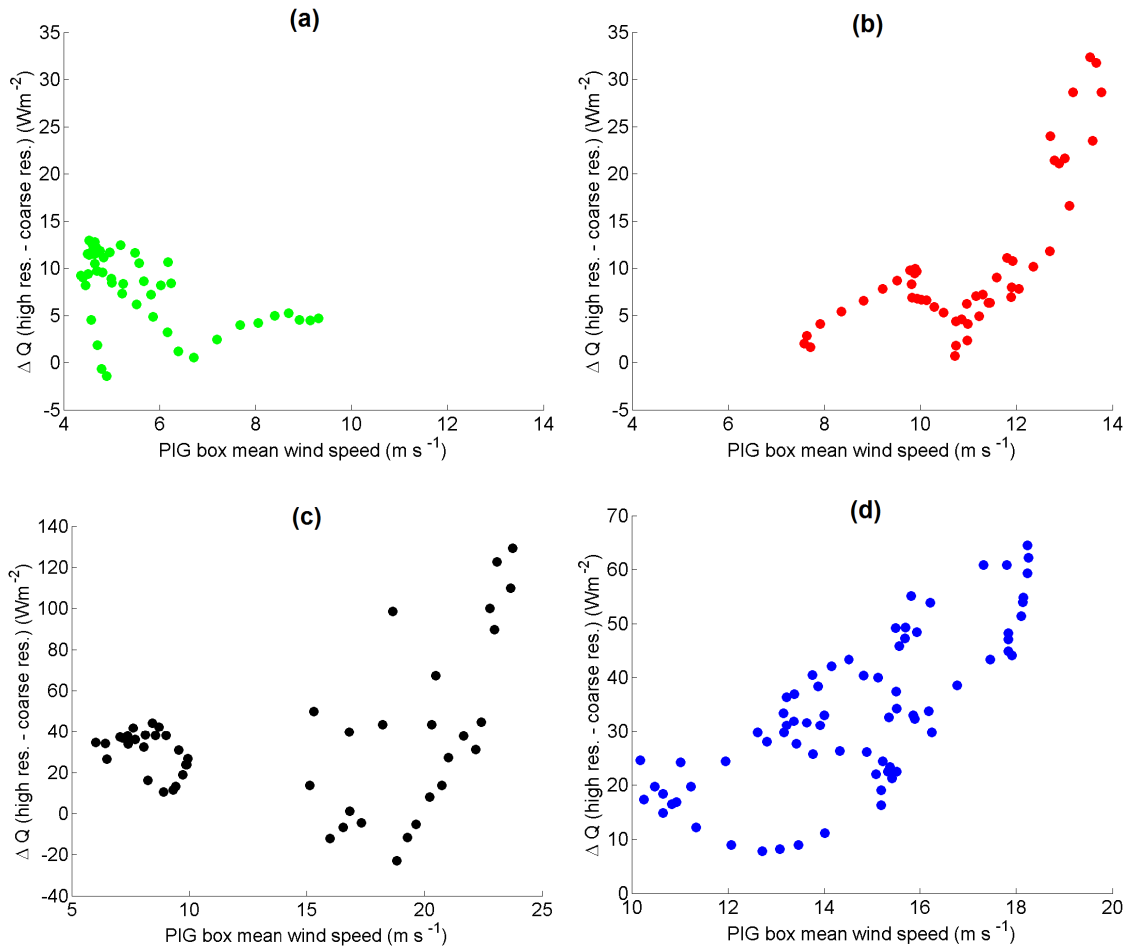 (a)
35
30
25
20
15
10
5
0
-5
Δ Q (high res. - coarse res.) (Wm⁻²)
4 6 8 10 12 14
PIG box mean wind speed (m s ⁻¹)
(b)
35
30
25
20
15
10
5
0
-5
Δ Q (high res. - coarse res.) (Wm⁻²)
4 6 8 10 12 14
PIG box mean wind speed (m s ⁻¹)
(c)
140
120
100
80
60
40
20
0
-20
-40
Δ Q (high res. - coarse res.) (Wm⁻²)
5 10 15 20 25
PIG box mean wind speed (m s ⁻¹)
(d)
70
60
50
40
30
20
10
0
Δ Q (high res. - coarse res.) (Wm⁻²)
10 12 14 16 18 20
PIG box mean wind speed (m s ⁻¹)